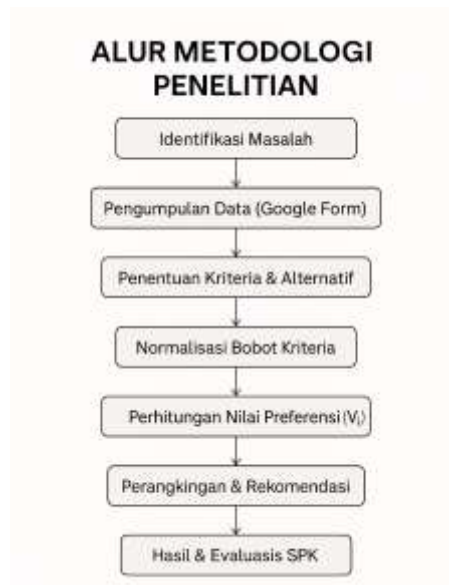 ALUR METODOLOGI
PENELITIAN
Identifikasi Masalah
Pengumpulan Data (Google Form)
Penentuan Kriteria & Alternatif
Normalisasi Bobot Kriteria
Perhitungan Nilai Preferensi (Vᵢ)
Perangkingan & Rekomendasi
Hasil & Evaluasis SPK